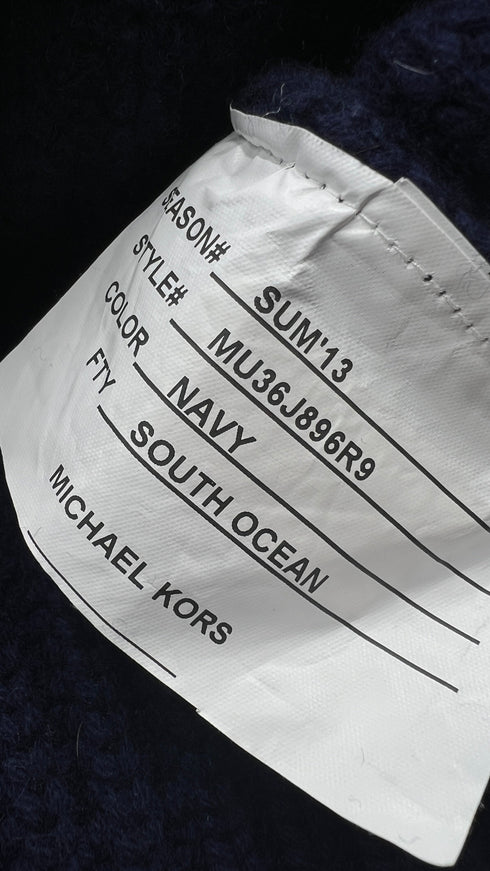 SEASON# SUM'13
STYLE# MU36J896R9
COLOR NAVY
FTY SOUTH OCEAN
MICHAEL KORS